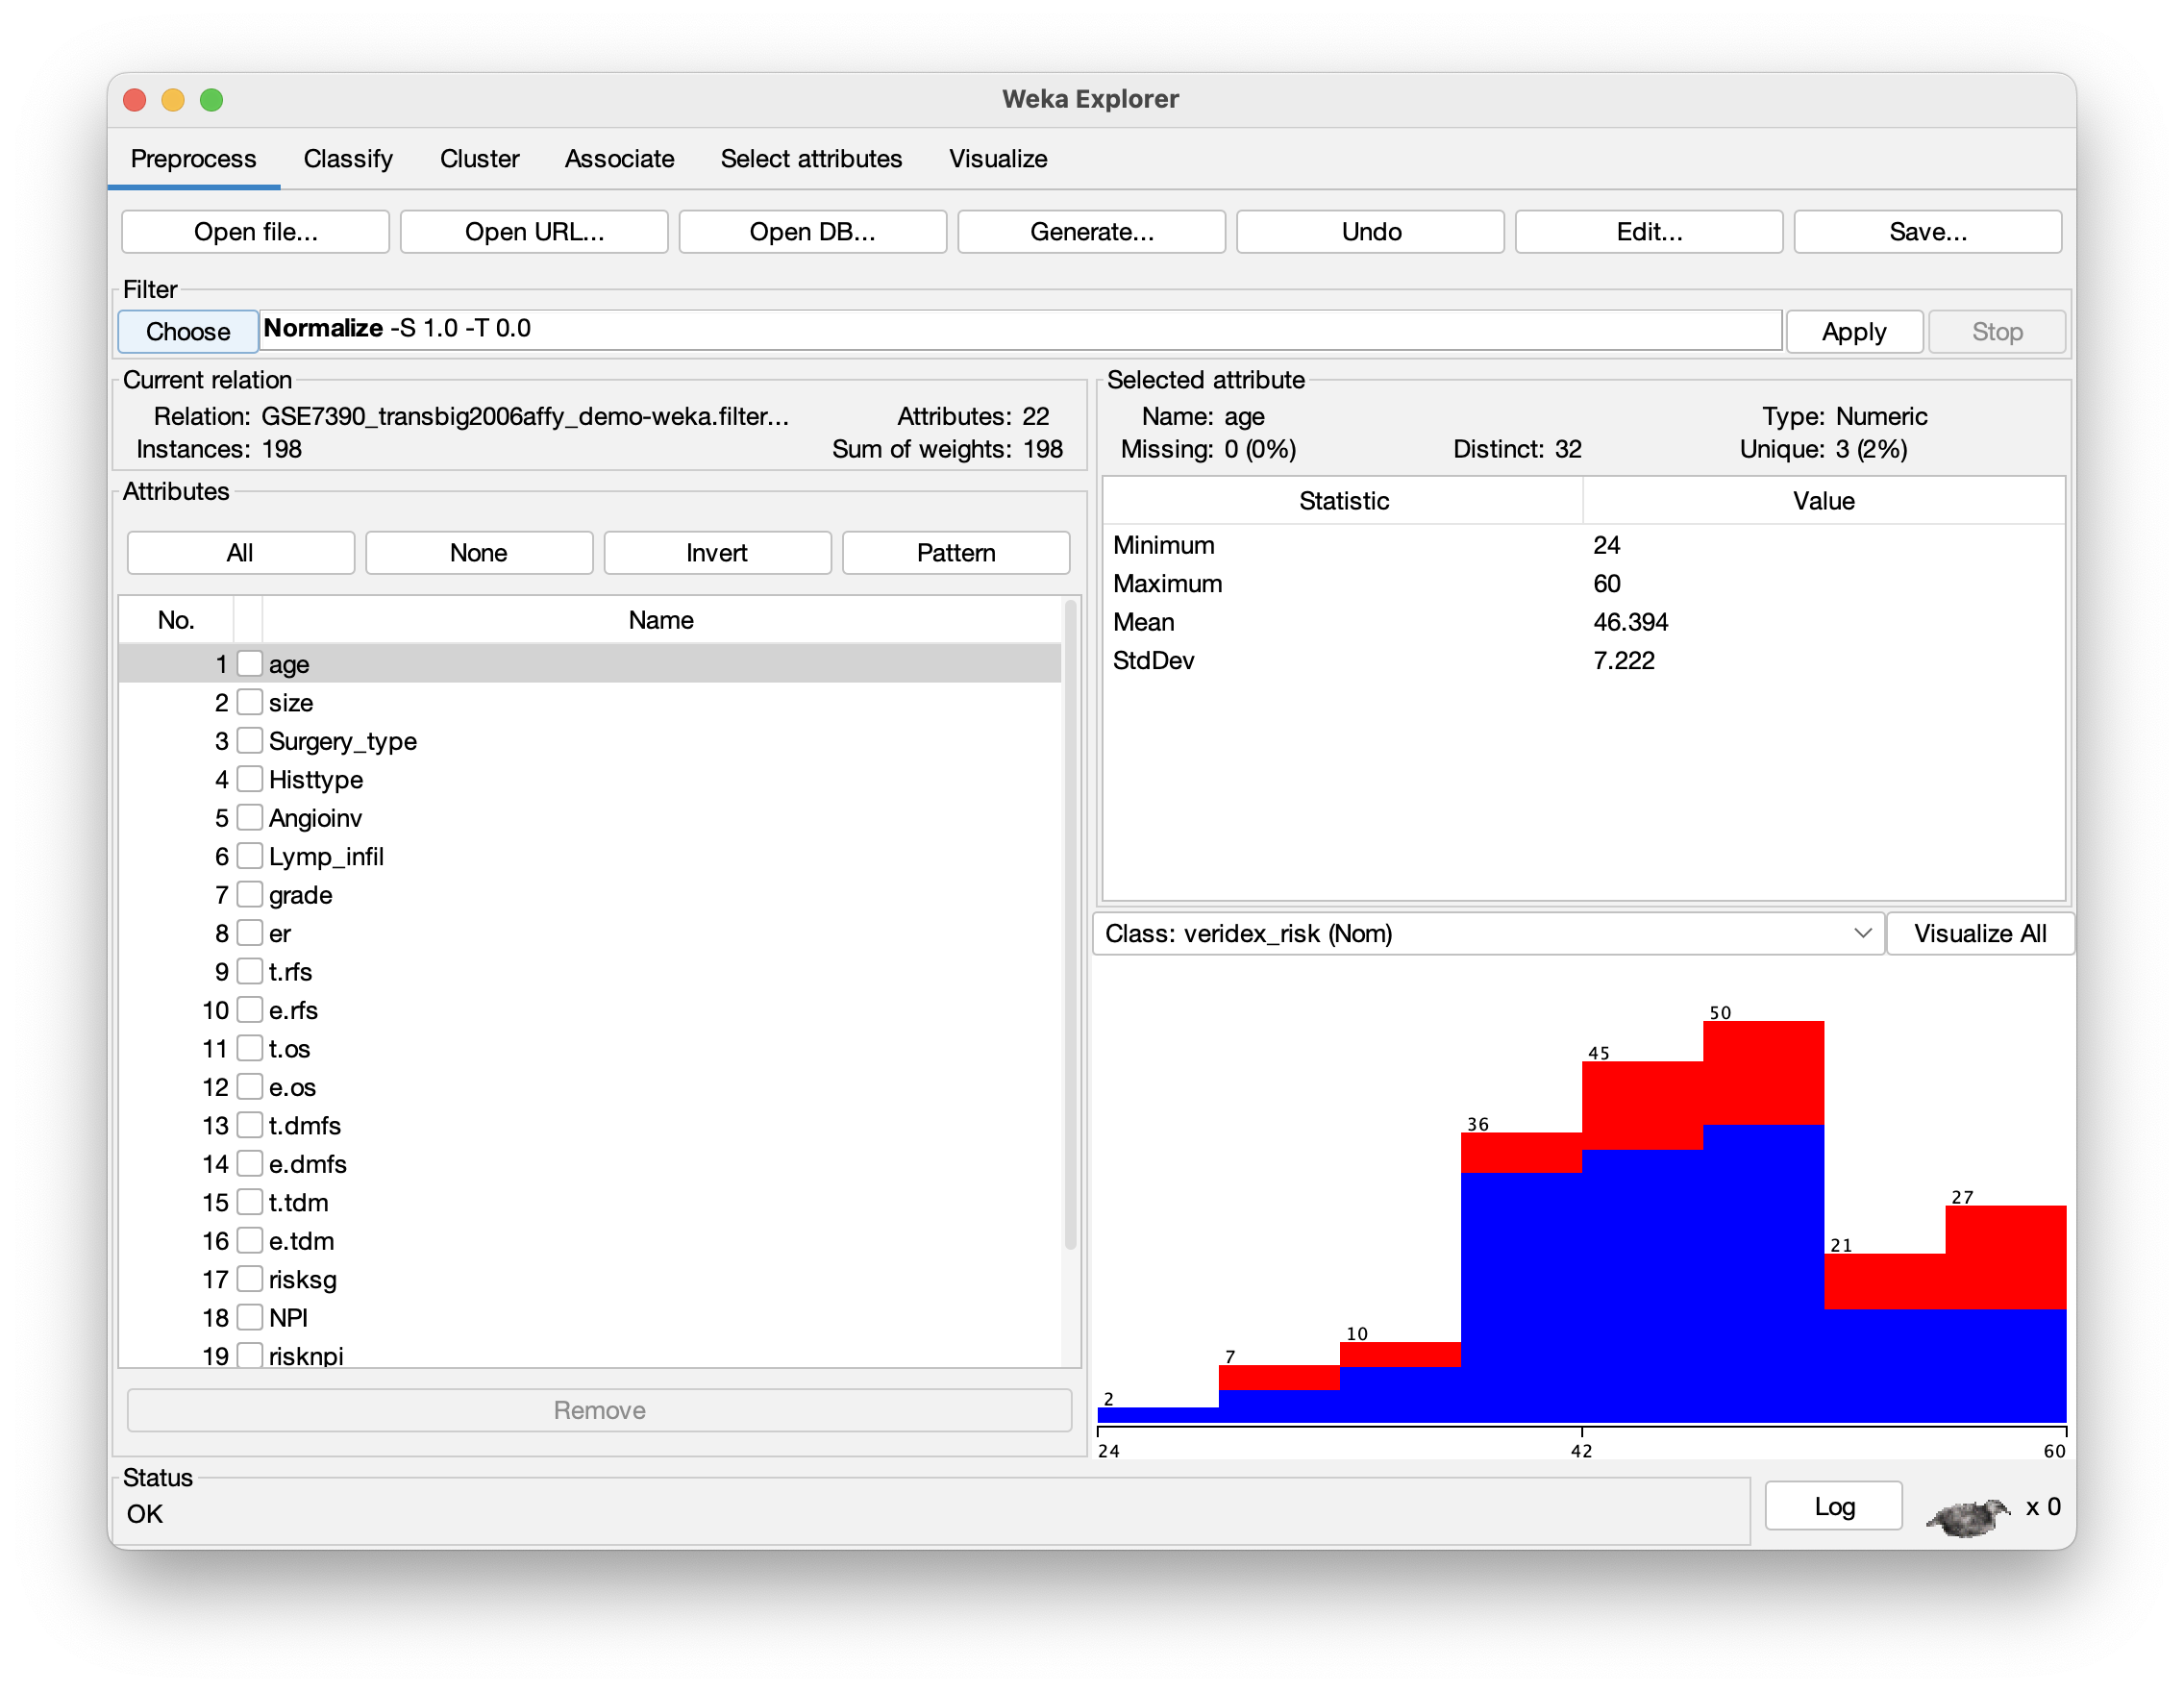 Weka Explorer
Preprocess Classify Cluster Associate Select attributes Visualize
Open file... Open URL... Open DB... Generate... Undo Edit... Save...
Filter
Choose Normalize -S 1.0 -T 0.0 Apply Stop
Current relation
Relation: GSE7390_transbig2006affy_demo-weka.filter... Attributes: 22
Instances: 198 Sum of weights: 198
Attributes
All None Invert Pattern
No. Name
1 age
2 size
3 Surgery_type
4 Histtype
5 Angioinv
6 Lymp_infil
7 grade
8 er
9 t.rfs
10 e.rfs
11 t.os
12 e.os
13 t.dmfs
14 e.dmfs
15 t.tdm
16 e.tdm
17 risksg
18 NPI
19 risknpi
Remove
Selected attribute
Name: age Type: Numeric
Missing: 0 (0%) Distinct: 32 Unique: 3 (2%)
Statistic Value
Minimum 24
Maximum 60
Mean 46.394
StdDev 7.222
Class: veridex_risk (Nom) Visualize All
2 7 10 36 45 50 21 27
24 42 60
Status
OK
Log x 0